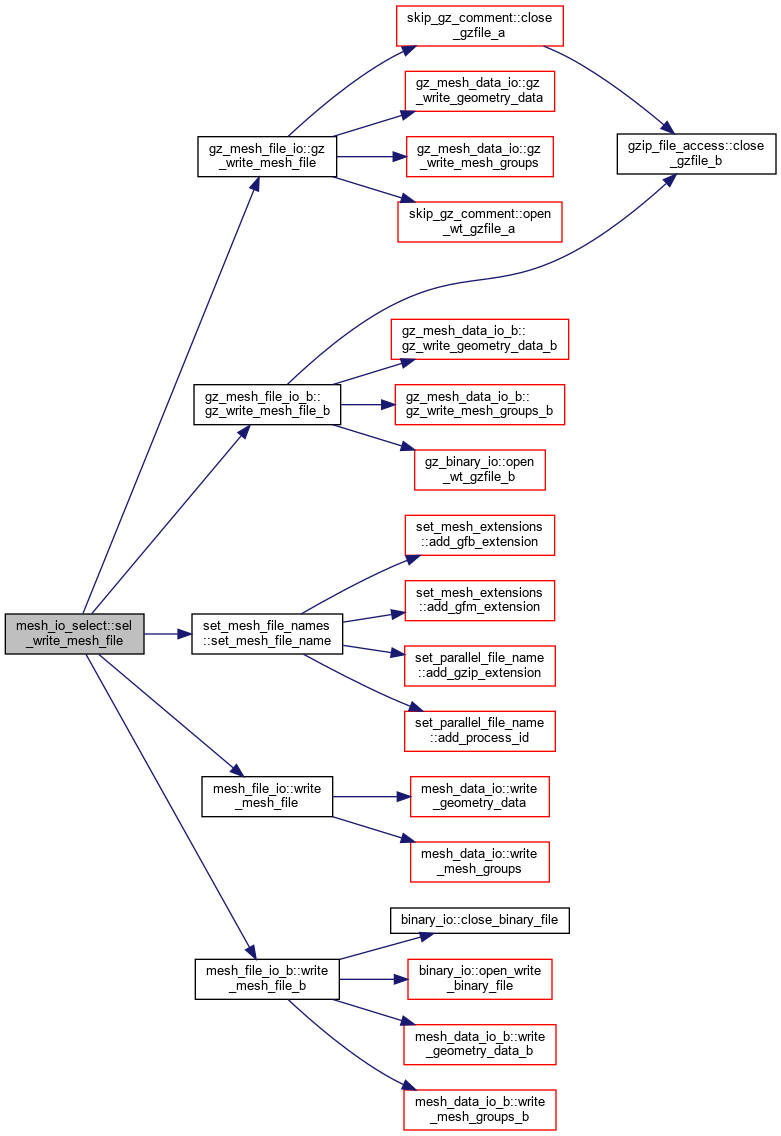 skip_gz_comment::close
_gzfile_a
gz_mesh_data_io::gz
_write_geometry_data
gz_mesh_file_io::gz
_write_mesh_file
gz_mesh_data_io::gz
_write_mesh_groups
gzip_file_access::close
_gzfile_b
skip_gz_comment::open
_wt_gzfile_a
gz_mesh_data_io_b::
gz_write_geometry_data_b
gz_mesh_file_io_b::
gz_write_mesh_file_b
gz_mesh_data_io_b::
gz_write_mesh_groups_b
gz_binary_io::open
_wt_gzfile_b
set_mesh_extensions
::add_gfb_extension
set_mesh_extensions
::add_gfm_extension
mesh_io_select::sel
_write_mesh_file
set_mesh_file_names
::set_mesh_file_name
set_parallel_file_name
::add_gzip_extension
set_parallel_file_name
::add_process_id
mesh_file_io::write
_mesh_file
mesh_data_io::write
_geometry_data
mesh_data_io::write
_mesh_groups
binary_io::close_binary_file
mesh_file_io_b::write
_mesh_file_b
binary_io::open_write
_binary_file
mesh_data_io_b::write
_geometry_data_b
mesh_data_io_b::write
_mesh_groups_b